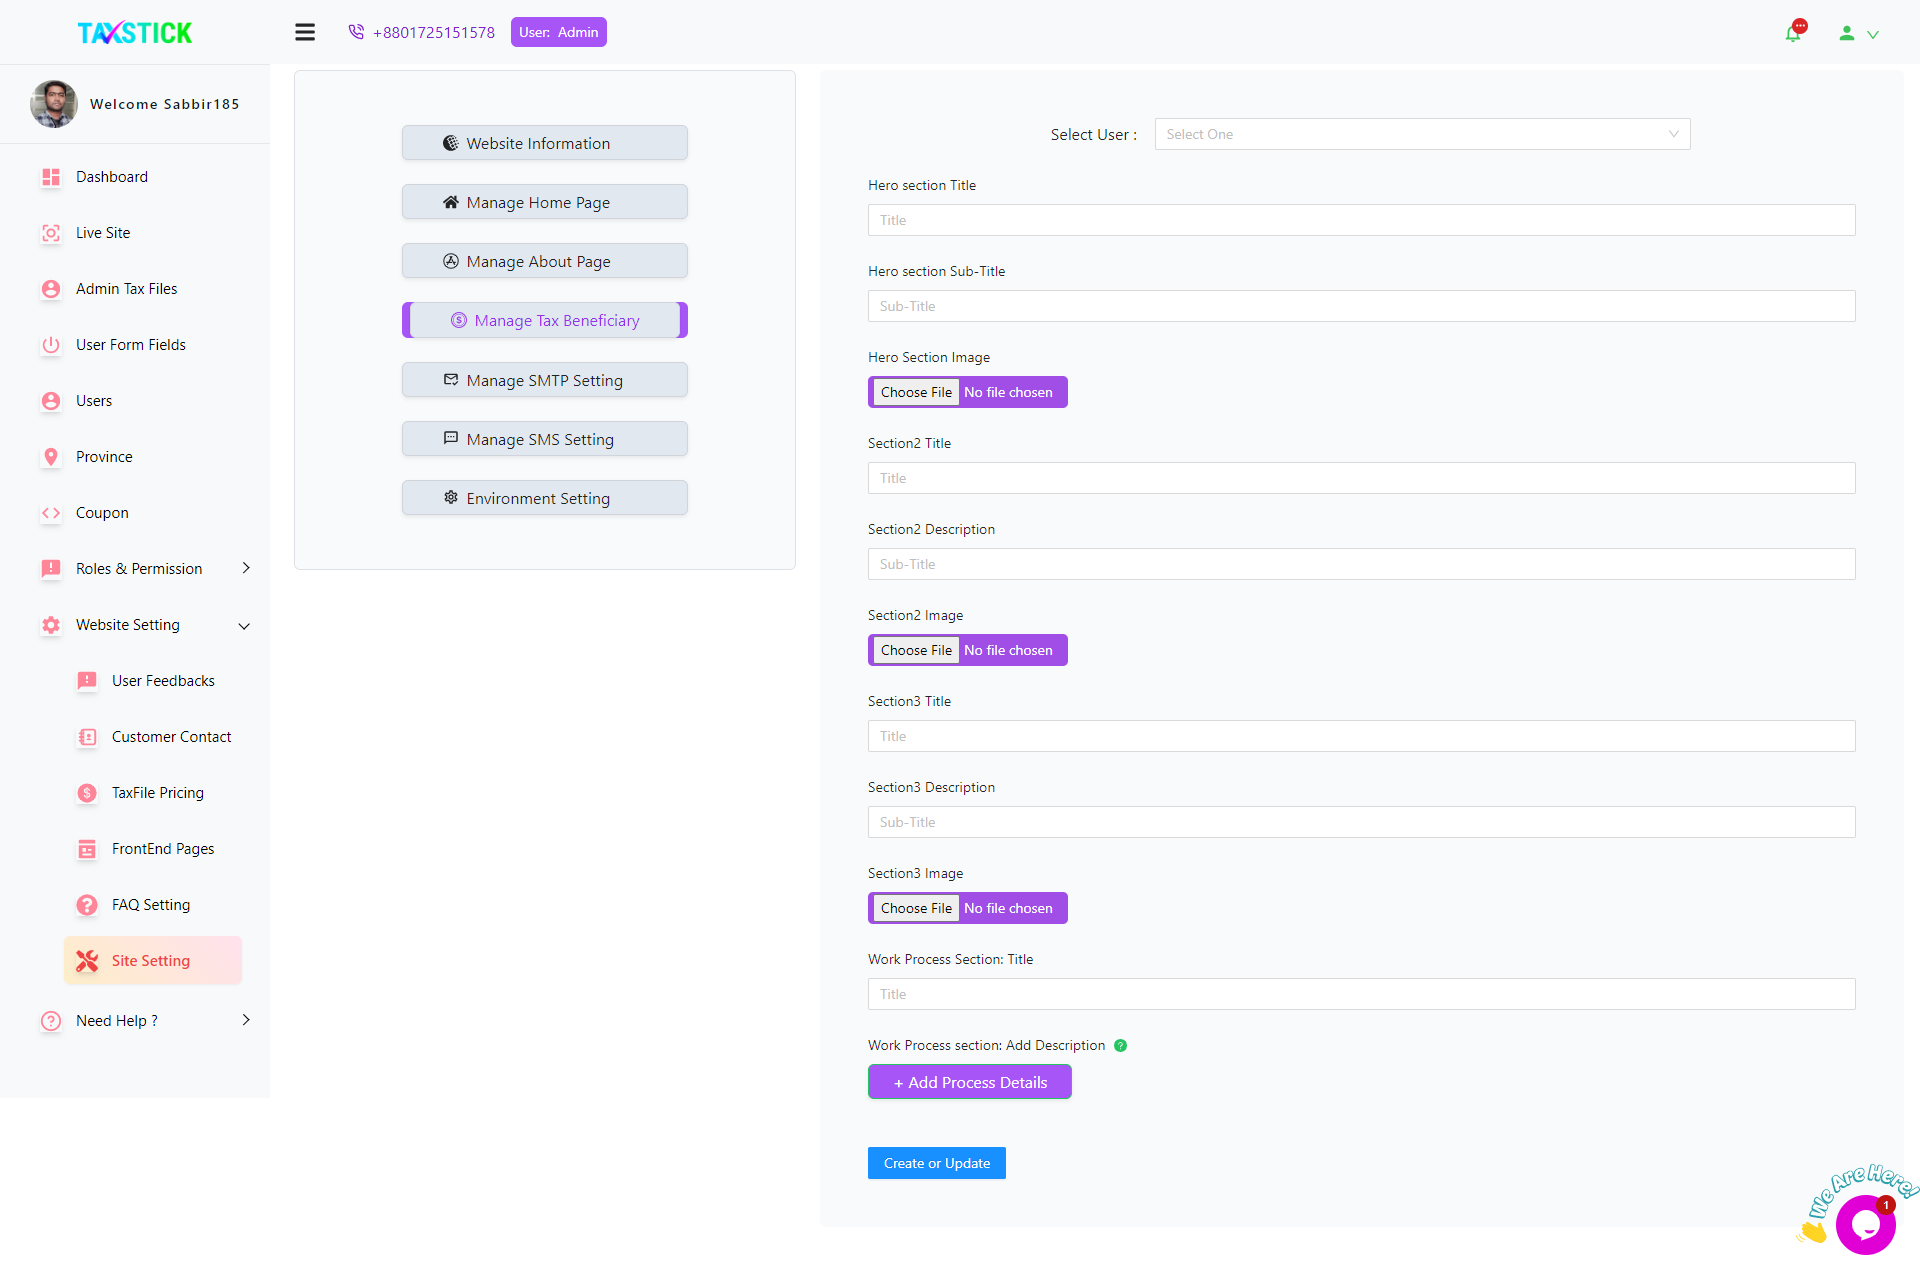 TAXSTICK
+8801725151578
User: Admin
Welcome Sabbir185
Dashboard
Live Site
Admin Tax Files
User Form Fields
Users
Province
Coupon
Roles & Permission
Website Setting
User Feedbacks
Customer Contact
TaxFile Pricing
FrontEnd Pages
FAQ Setting
Site Setting
Need Help ?
Website Information
Manage Home Page
Manage About Page
Manage Tax Beneficiary
Manage SMTP Setting
Manage SMS Setting
Environment Setting
Select User : Select One
Hero section Title
Title
Hero section Sub-Title
Sub-Title
Hero Section Image
Choose File No file chosen
Section2 Title
Title
Section2 Description
Sub-Title
Section2 Image
Choose File No file chosen
Section3 Title
Title
Section3 Description
Sub-Title
Section3 Image
Choose File No file chosen
Work Process Section: Title
Title
Work Process section: Add Description ?
+ Add Process Details
Create or Update
We Are Here!
1